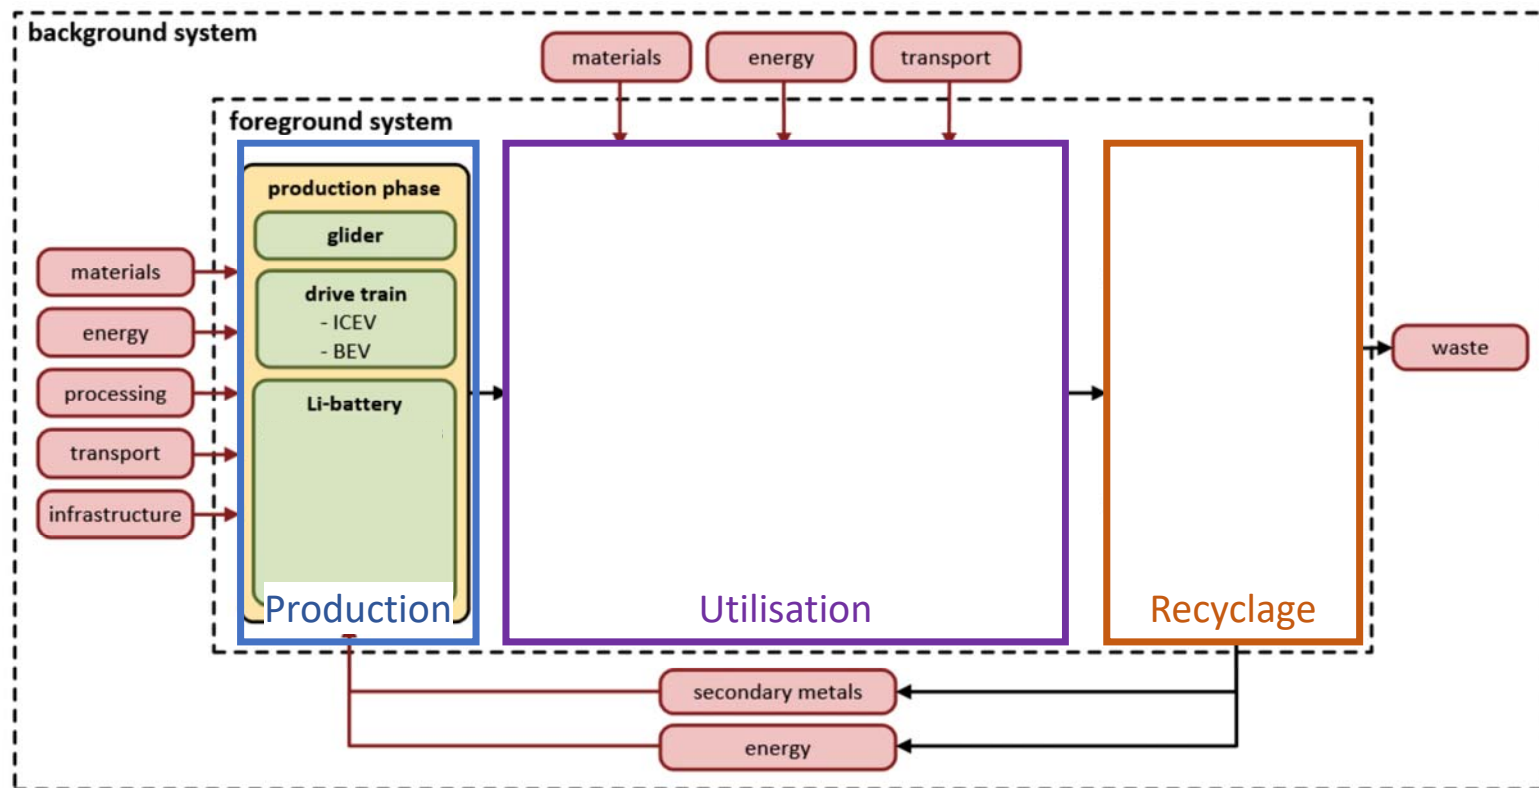 background system
materials
energy
transport
foreground system
production phase
glider
drive train
- ICEV
- BEV
Li-battery
materials
energy
processing
transport
infrastructure
Production
Utilisation
Recyclage
waste
secondary metals
energy